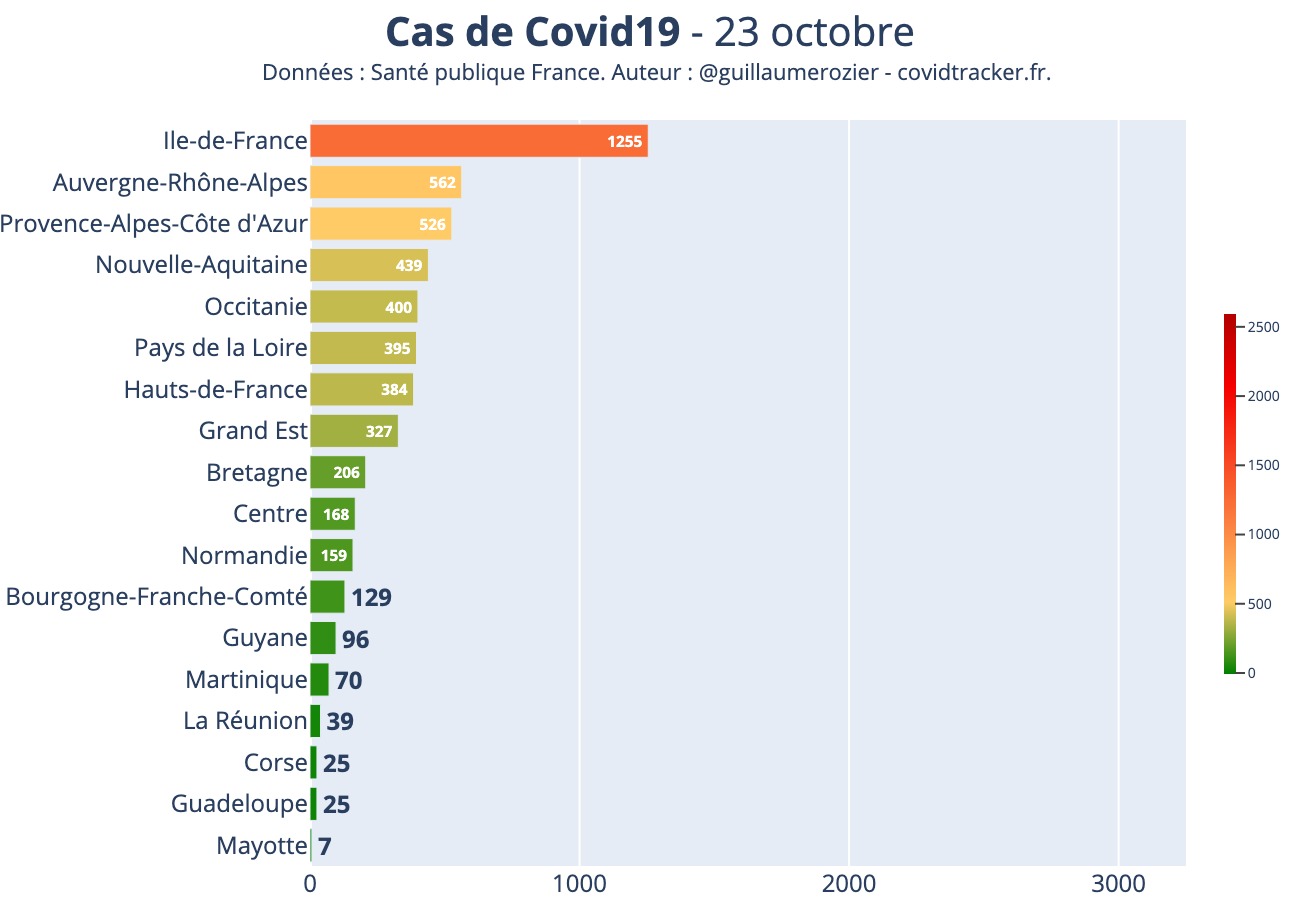 Cas de Covid19 - 23 octobre
Données : Santé publique France. Auteur : @guillaumerozier - covidtracker.fr.
Ile-de-France 1255
Auvergne-Rhône-Alpes 562
Provence-Alpes-Côte d'Azur 526
Nouvelle-Aquitaine 439
Occitanie 400
Pays de la Loire 395
Hauts-de-France 384
Grand Est 327
Bretagne 206
Centre 168
Normandie 159
Bourgogne-Franche-Comté 129
Guyane 96
Martinique 70
La Réunion 39
Corse 25
Guadeloupe 25
Mayotte 7
0 1000 2000 3000
2500
2000
1500
1000
500
0